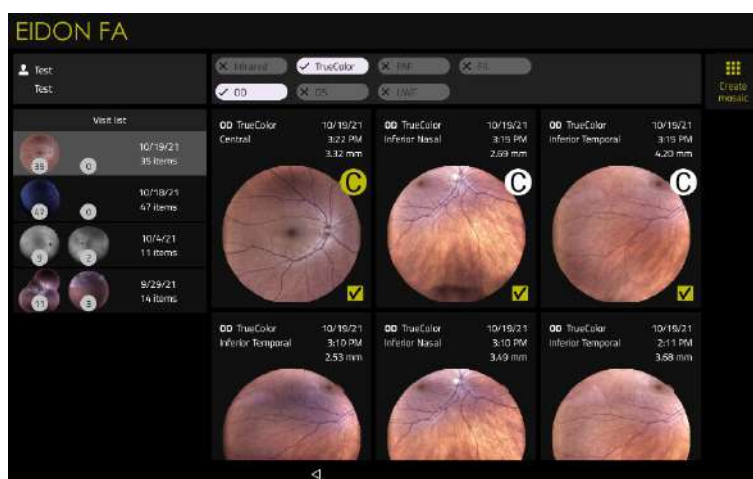 EIDON FA
Test
Test
Infrared TrueColor FAF
OD OS UWF
Create
mosaic
Visit list
10/19/21
35 items
35 0
10/18/21
47 items
47 0
10/4/21
11 items
9 2
9/29/21
14 items
11 3
OD TrueColor 10/19/21
Central 3:22 PM
3.32 mm
C
OD TrueColor 10/19/21
Inferior Nasal 3:15 PM
2.69 mm
C
OD TrueColor 10/19/21
Inferior Temporal 3:15 PM
4.20 mm
C
OD TrueColor 10/19/21
Inferior Temporal 3:10 PM
2.53 mm
OD TrueColor 10/19/21
Inferior Nasal 3:10 PM
3.49 mm
OD TrueColor 10/19/21
Inferior Temporal 2:11 PM
3.68 mm